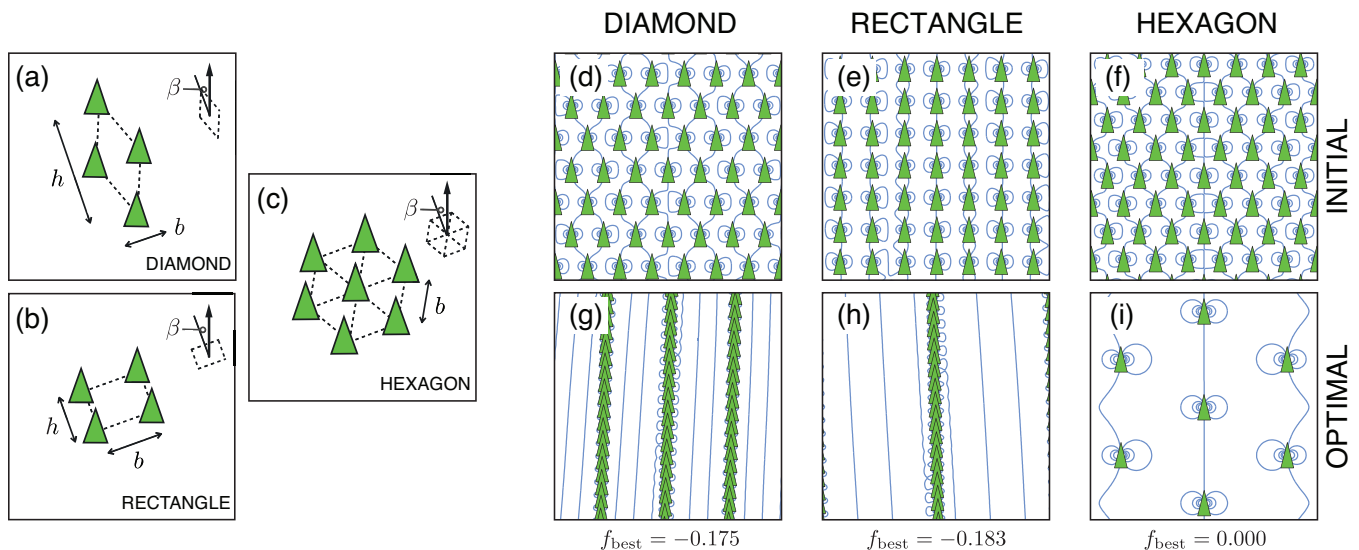 DIAMOND RECTANGLE HEXAGON
(a) β
h
b
DIAMOND
(b) β
h
b
RECTANGLE
(c) β
b
HEXAGON
(d) (e) (f)
INITIAL
(g) (h) (i)
OPTIMAL
f_best = −0.175 f_best = −0.183 f_best = 0.000